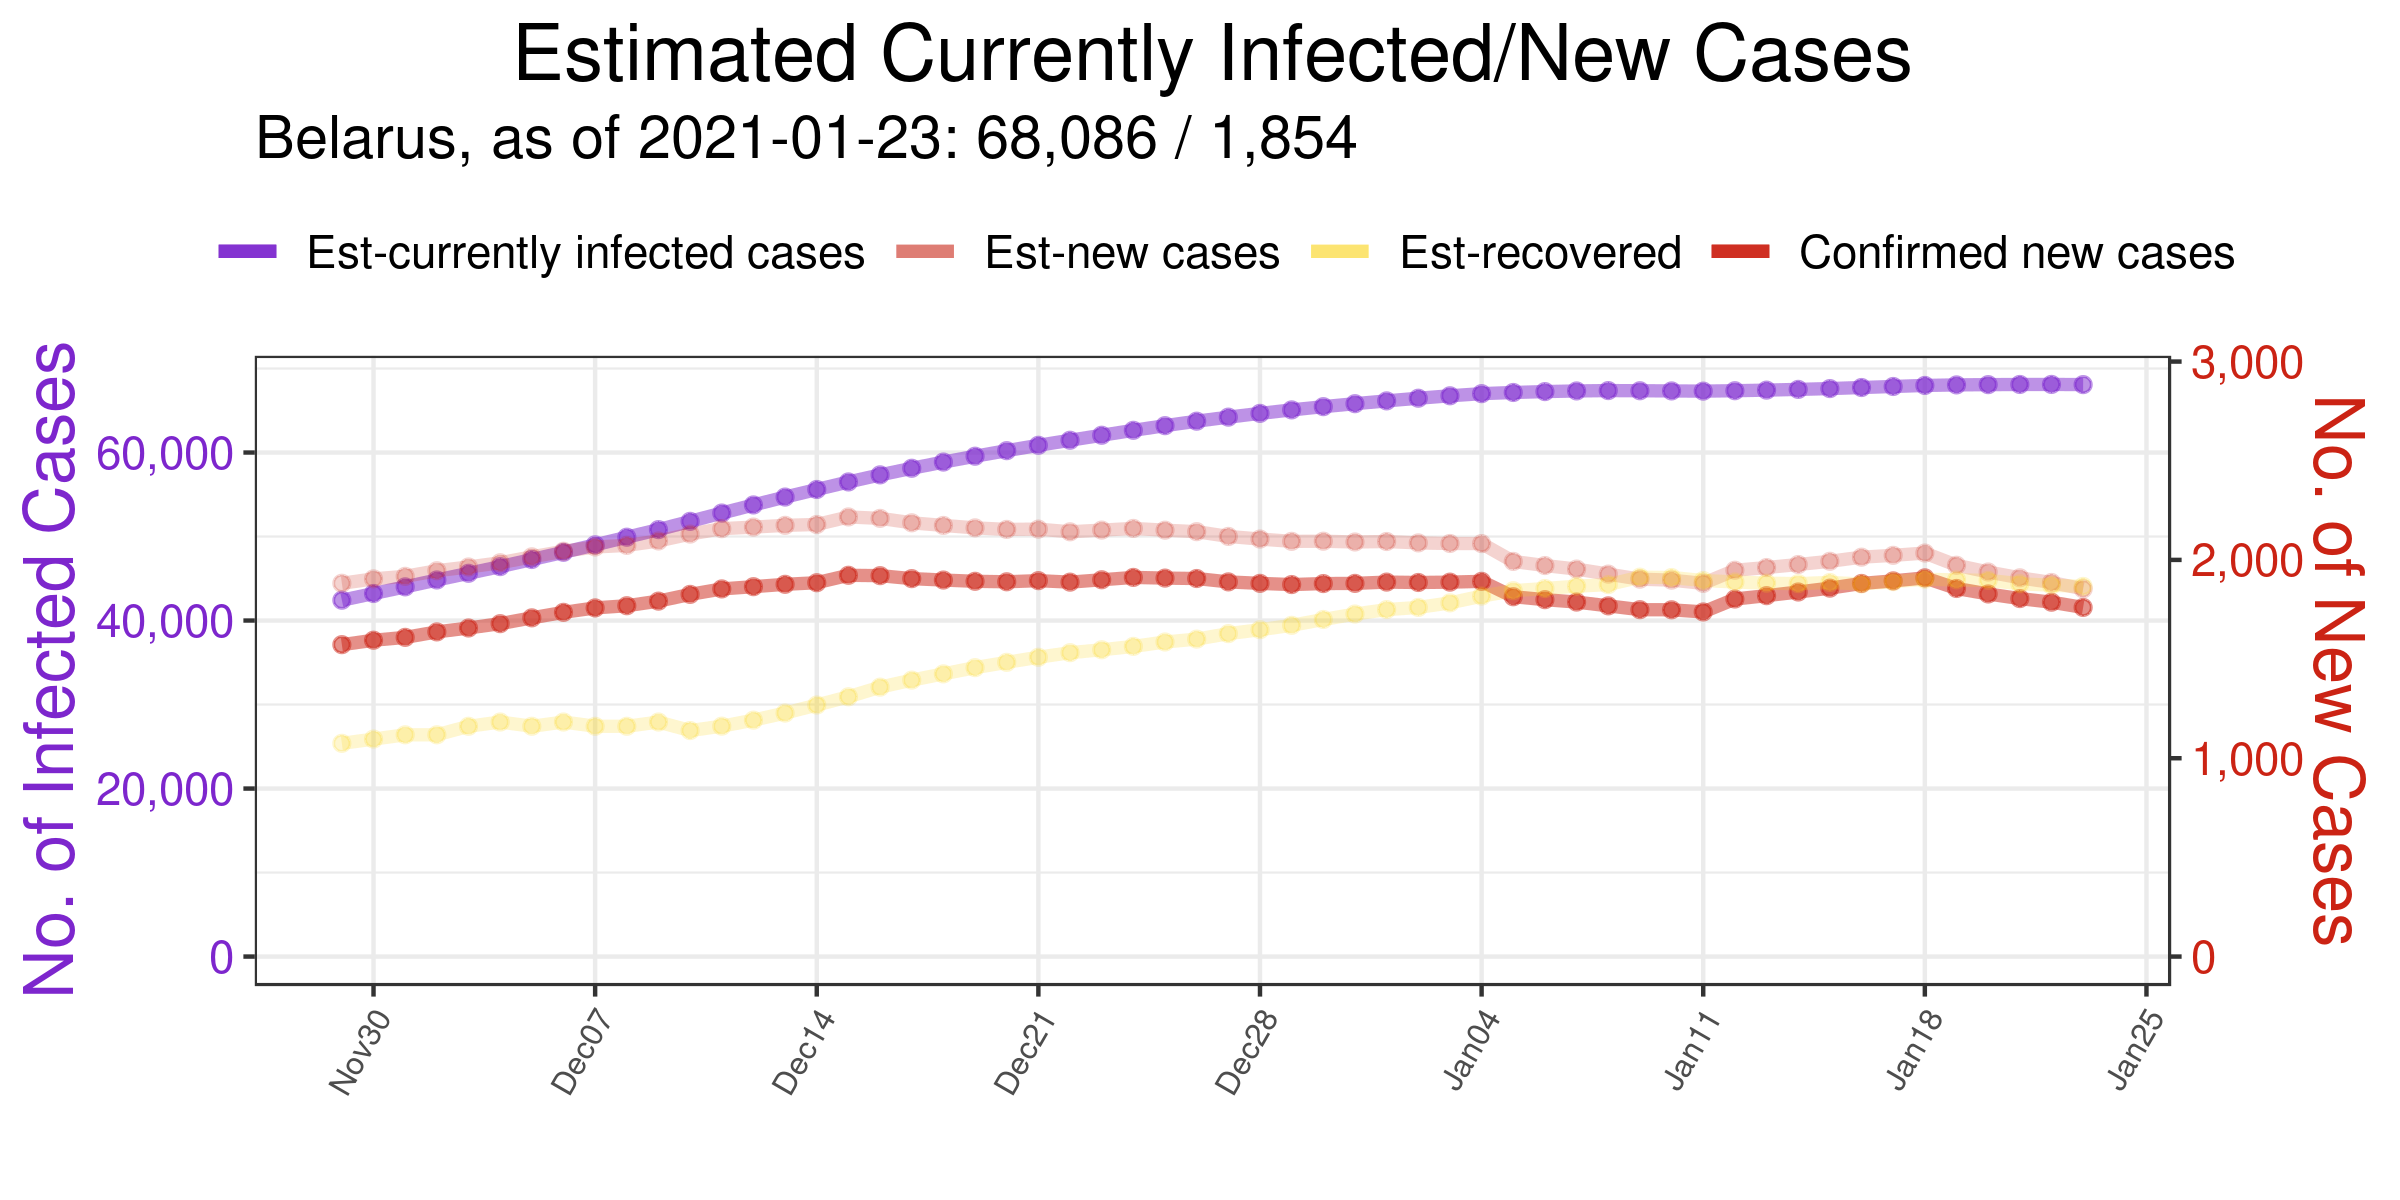 Estimated Currently Infected/New Cases
Belarus, as of 2021-01-23: 68,086 / 1,854
Est-currently infected cases Est-new cases Est-recovered Confirmed new cases
No. of Infected Cases
60,000
40,000
20,000
0
3,000
2,000
1,000
0
No. of New Cases
Nov30 Dec07 Dec14 Dec21 Dec28 Jan04 Jan11 Jan18 Jan25